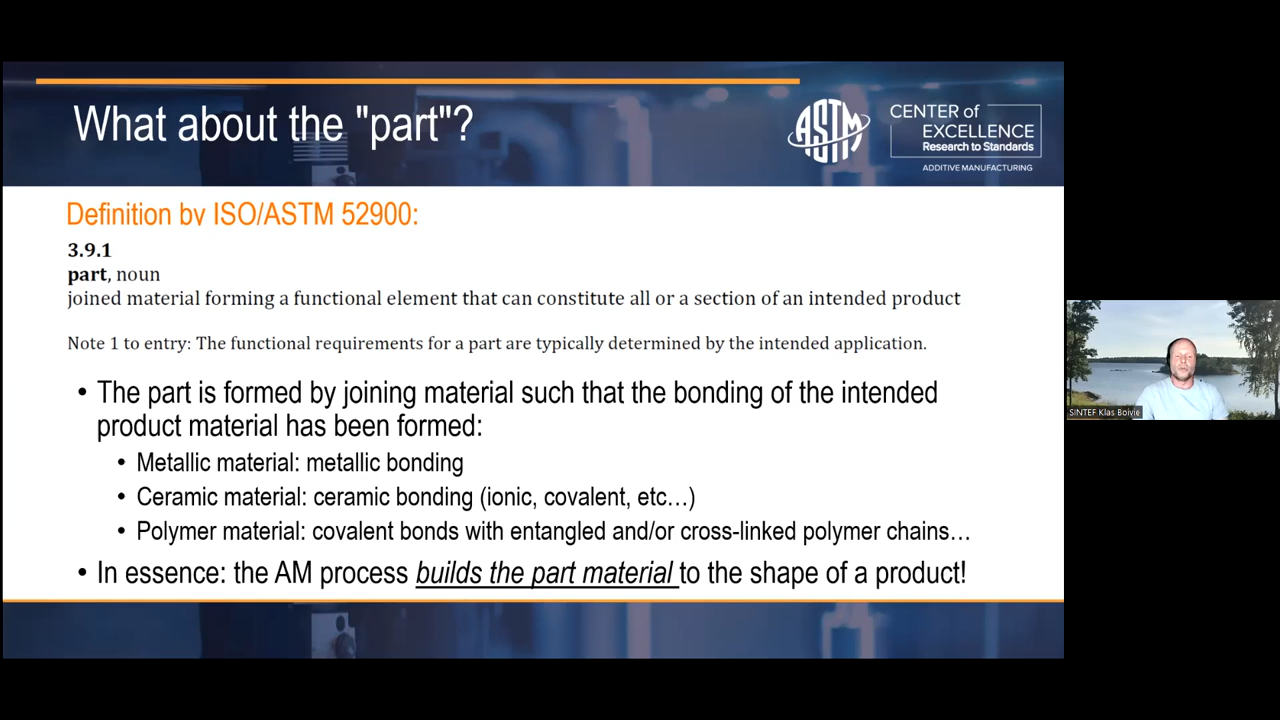 What about the "part"?
ASTM
CENTER of
EXCELLENCE
Research to Standards
ADDITIVE MANUFACTURING
Definition by ISO/ASTM 52900:
3.9.1
part, noun
joined material forming a functional element that can constitute all or a section of an intended product
Note 1 to entry: The functional requirements for a part are typically determined by the intended application.
• The part is formed by joining material such that the bonding of the intended
product material has been formed:
• Metallic material: metallic bonding
• Ceramic material: ceramic bonding (ionic, covalent, etc…)
• Polymer material: covalent bonds with entangled and/or cross-linked polymer chains…
• In essence: the AM process builds the part material to the shape of a product!
SINTEF Klas Boivie